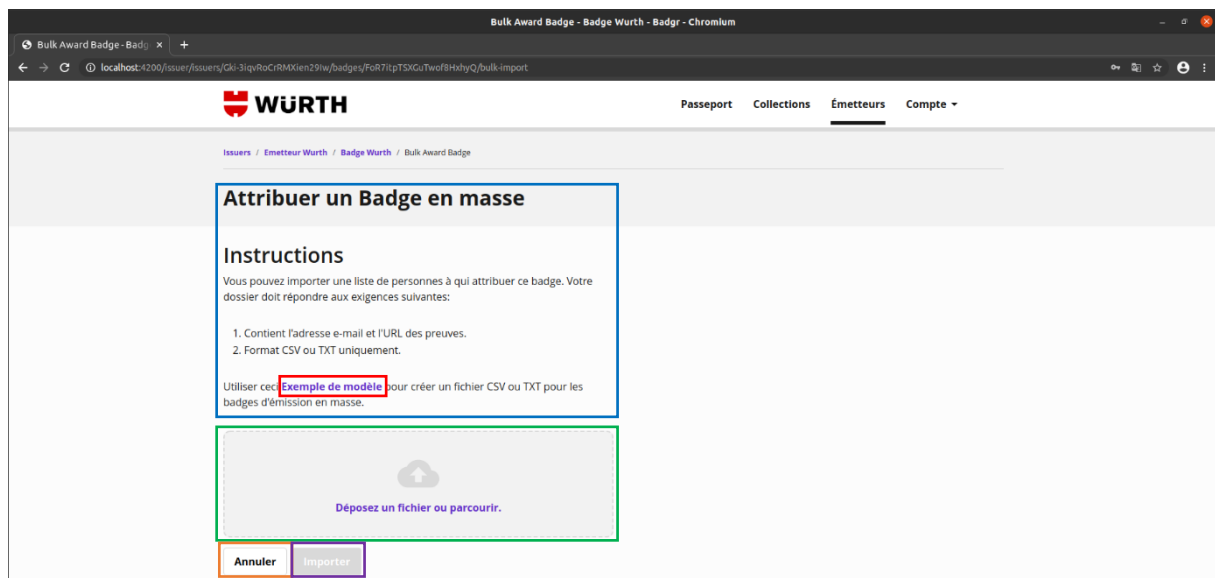 Bulk Award Badge - Badge Wurth - Badgr - Chromium
Bulk Award Badge - Badg
localhost:4200/issuer/issuers/Gki-3iqvRoCrRMXien29Iw/badges/FoR7itpTSXGuTwof8HxhyQ/bulk-import
WÜRTH
Passeport Collections Émetteurs Compte
Issuers / Emetteur Wurth / Badge Wurth / Bulk Award Badge
Attribuer un Badge en masse
Instructions
Vous pouvez importer une liste de personnes à qui attribuer ce badge. Votre
dossier doit répondre aux exigences suivantes:
1. Contient l'adresse e-mail et l'URL des preuves.
2. Format CSV ou TXT uniquement.
Utiliser ceci Exemple de modèle pour créer un fichier CSV ou TXT pour les
badges d'émission en masse.
Déposez un fichier ou parcourir.
Annuler Importer